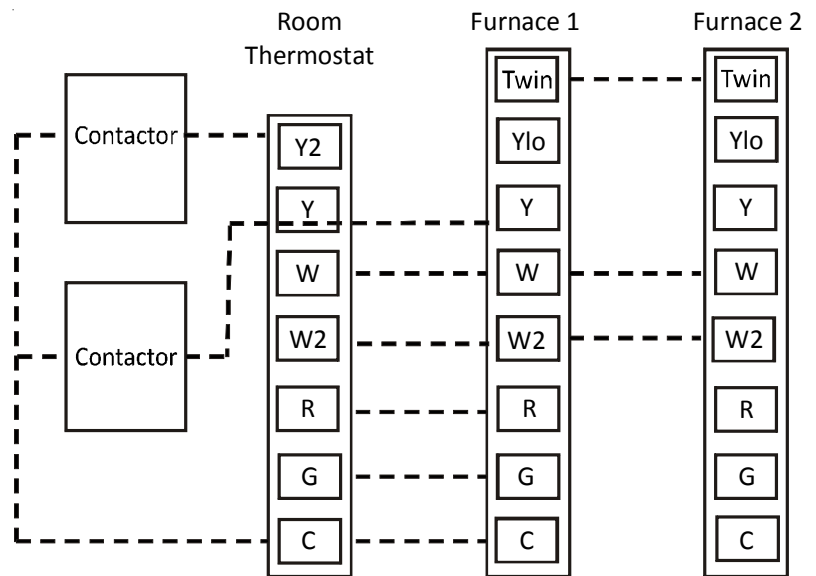 Room
Thermostat
Furnace 1
Furnace 2
Contactor
Contactor
Y2
Y
W
W2
R
G
C
Twin
Ylo
Y
W
W2
R
G
C
Twin
Ylo
Y
W
W2
R
G
C